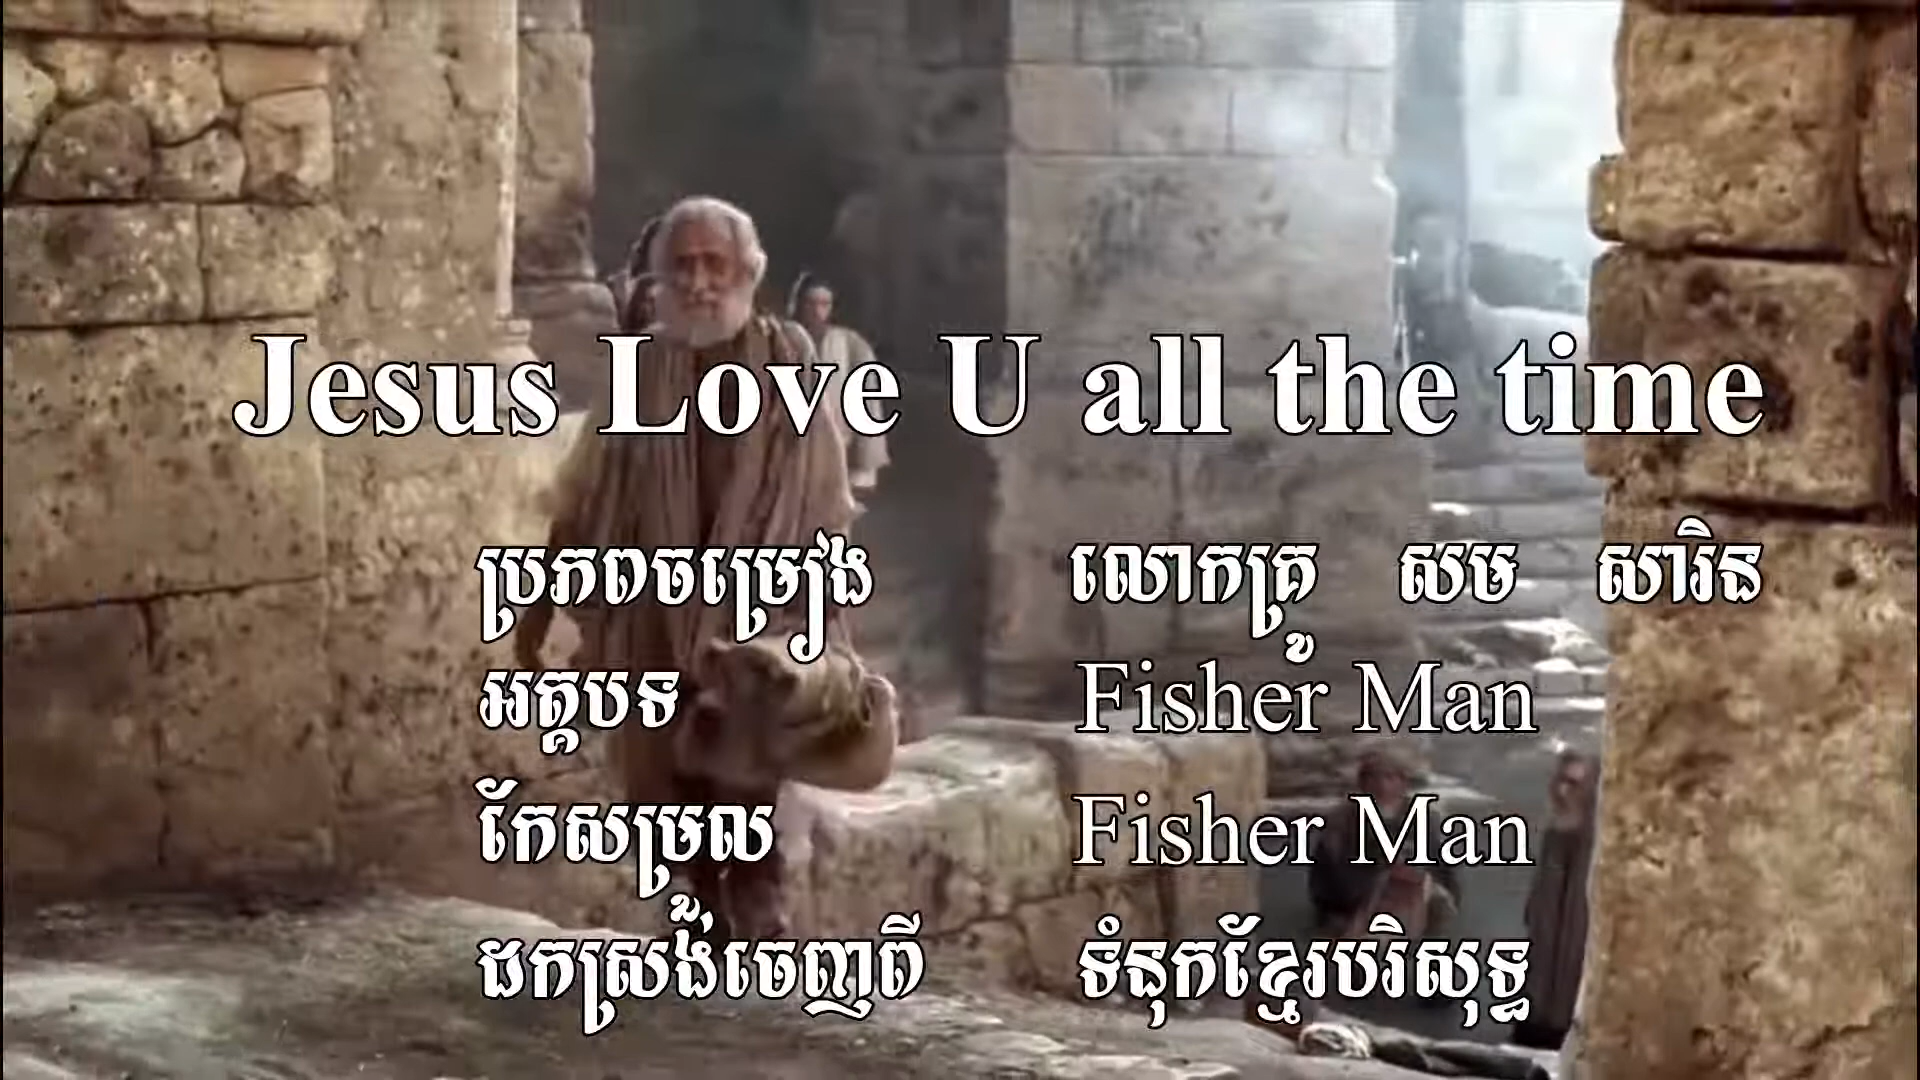 Jesus Love U all the time
ប្រភពចម្រៀង លោកគ្រូ សម សារិន
អត្គបទ Fisher Man
កែសម្រួល Fisher Man
ដកស្រង់ចេញពី ទំនុកខ្មែរបរិសុទ្ធ